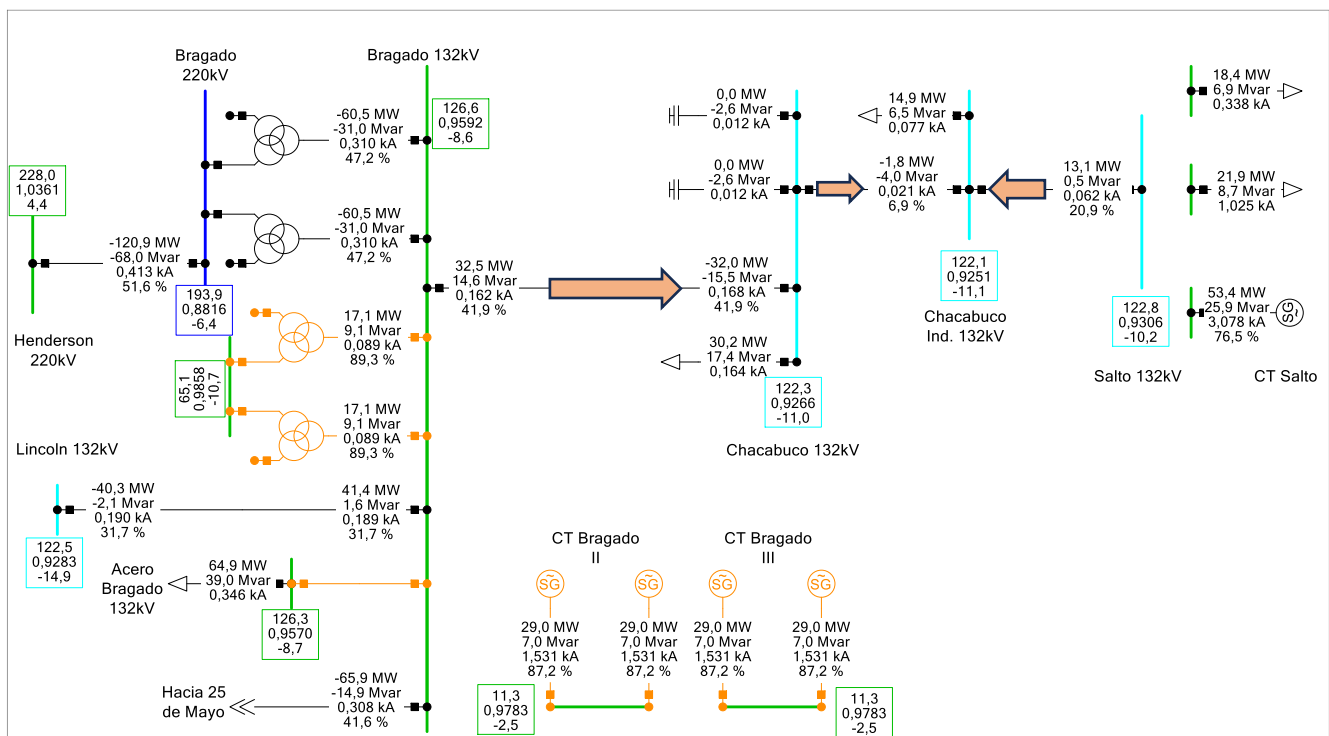 Bragado
220kV
Bragado 132kV
-60,5 MW
-31,0 Mvar
0,310 kA
47,2 %
126,6
0,9592
-8,6
0,0 MW
-2,6 Mvar
0,012 kA
14,9 MW
6,5 Mvar
0,077 kA
18,4 MW
6,9 Mvar
0,338 kA
228,0
1,0361
4,4
-120,9 MW
-68,0 Mvar
0,413 kA
51,6 %
Henderson
220kV
193,9
0,8816
-6,4
-60,5 MW
-31,0 Mvar
0,310 kA
47,2 %
32,5 MW
14,6 Mvar
0,162 kA
41,9 %
0,0 MW
-2,6 Mvar
0,012 kA
-32,0 MW
-15,5 Mvar
0,168 kA
41,9 %
30,2 MW
17,4 Mvar
0,164 kA
122,3
0,9266
-11,0
Chacabuco 132kV
-1,8 MW
-4,0 Mvar
0,021 kA
6,9 %
122,1
0,9251
-11,1
Chacabuco
Ind. 132kV
13,1 MW
0,5 Mvar
0,062 kA
20,9 %
122,8
0,9306
-10,2
Salto 132kV
21,9 MW
8,7 Mvar
1,025 kA
53,4 MW
25,9 Mvar
3,078 kA
76,5 %
SG
~
CT Salto
17,1 MW
9,1 Mvar
0,089 kA
89,3 %
65,1
0,9858
-10,7
17,1 MW
9,1 Mvar
0,089 kA
89,3 %
Lincoln 132kV
-40,3 MW
-2,1 Mvar
0,190 kA
31,7 %
41,4 MW
1,6 Mvar
0,189 kA
31,7 %
122,5
0,9283
-14,9
Acero
Bragado
132kV
64,9 MW
39,0 Mvar
0,346 kA
126,3
0,9570
-8,7
Hacia 25
de Mayo
-65,9 MW
-14,9 Mvar
0,308 kA
41,6 %
CT Bragado
II
CT Bragado
III
SG
~
SG
~
SG
~
SG
~
29,0 MW
7,0 Mvar
1,531 kA
87,2 %
29,0 MW
7,0 Mvar
1,531 kA
87,2 %
29,0 MW
7,0 Mvar
1,531 kA
87,2 %
29,0 MW
7,0 Mvar
1,531 kA
87,2 %
11,3
0,9783
-2,5
11,3
0,9783
-2,5